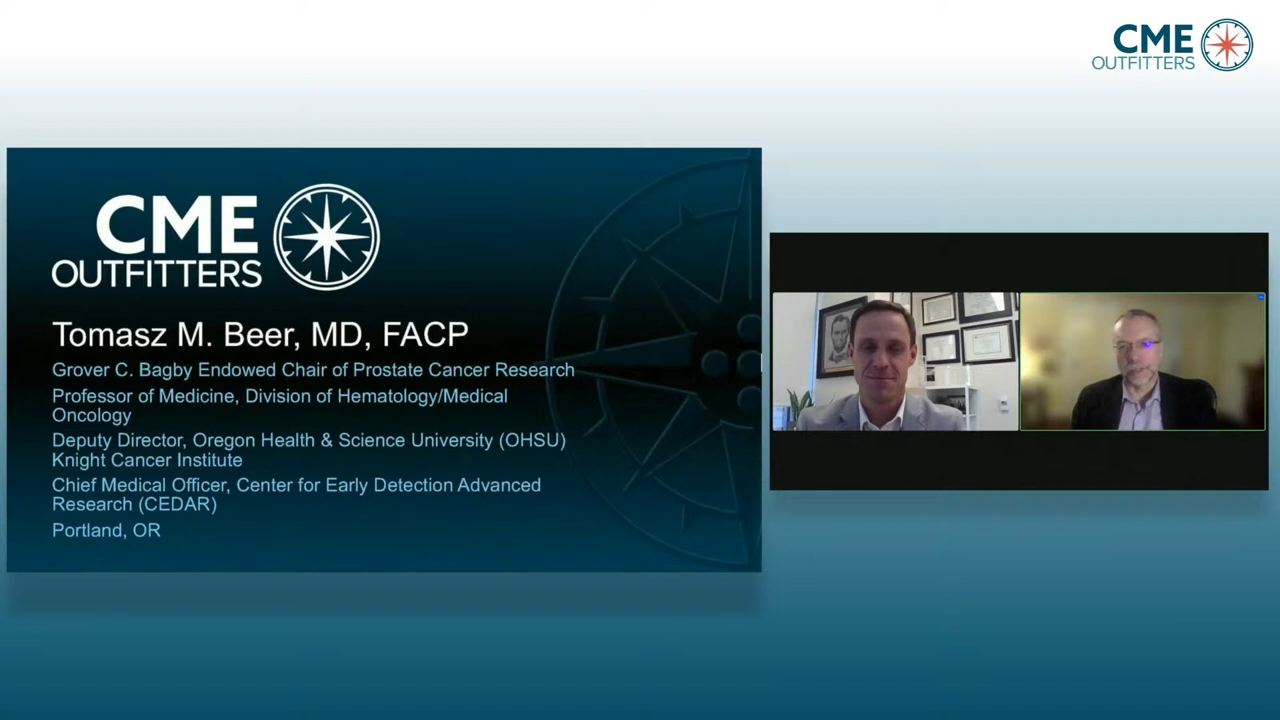 CME
OUTFITTERS
CME
OUTFITTERS
Tomasz M. Beer, MD, FACP
Grover C. Bagby Endowed Chair of Prostate Cancer Research
Professor of Medicine, Division of Hematology/Medical
Oncology
Deputy Director, Oregon Health & Science University (OHSU)
Knight Cancer Institute
Chief Medical Officer, Center for Early Detection Advanced
Research (CEDAR)
Portland, OR